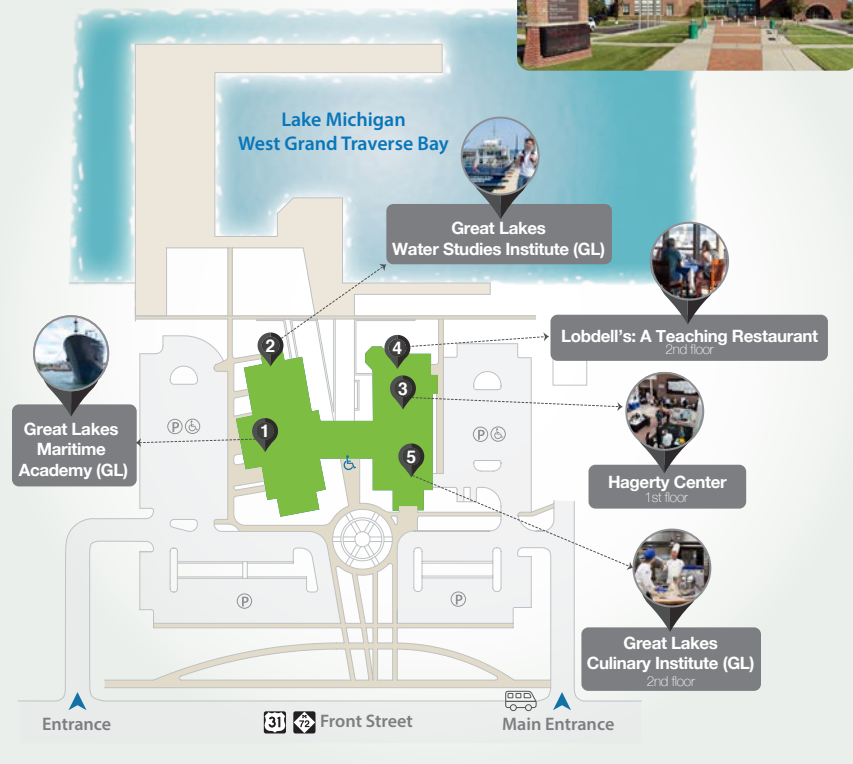 Lake Michigan
West Grand Traverse Bay
Great Lakes
Water Studies Institute (GL)
Lobdell's: A Teaching Restaurant
2nd floor
2
4
3
1
5
Great Lakes
Maritime
Academy (GL)
P
P
Hagerty Center
1st floor
P
P
Great Lakes
Culinary Institute (GL)
2nd floor
Entrance
31
M
72
Front Street
Main Entrance